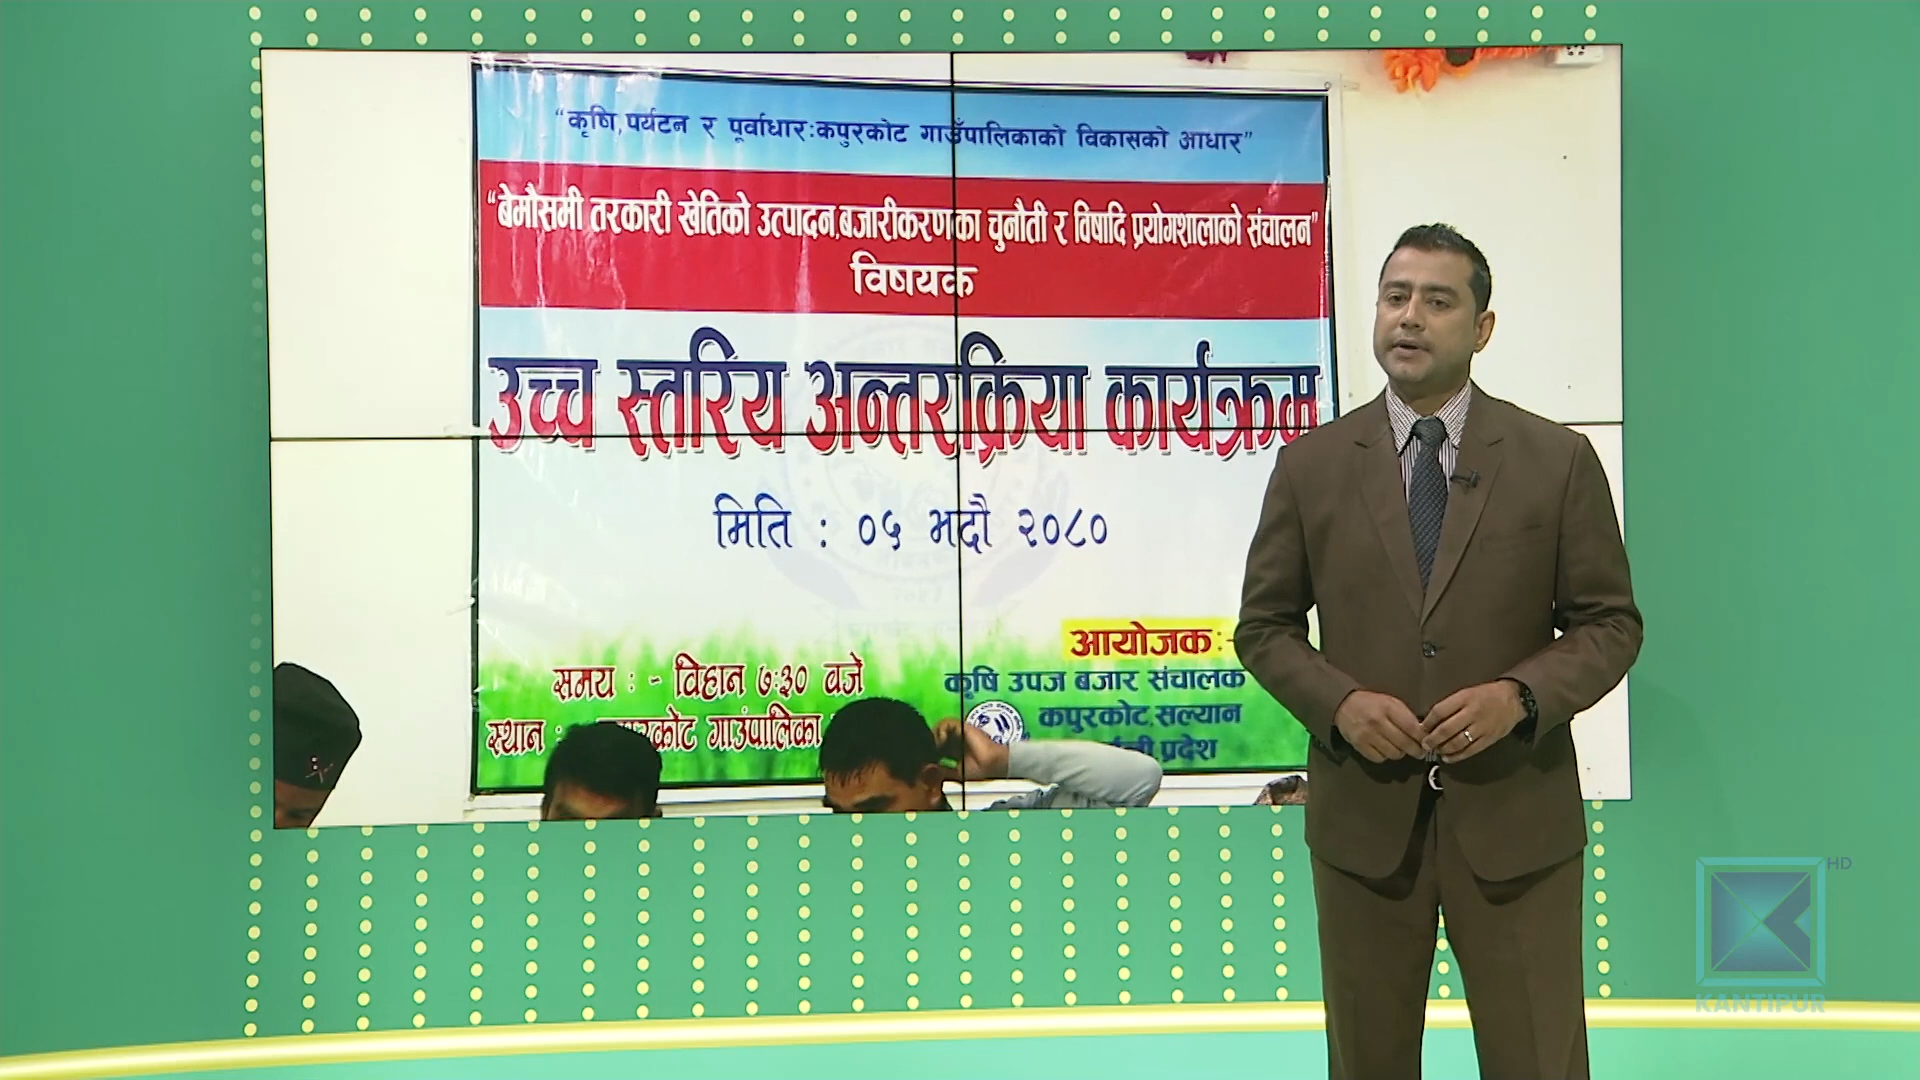 “कृषि, पर्यटन र पूर्वाधारःकपुरकोट गाउँपालिकाको विकासको आधार”
“बेमौसमी तरकारी खेतिको उत्पादन,बजारीकरणका चुनौती र विषादि प्रयोगशालाको संचालन”
विषयक
उच्च स्तरिय अन्तरक्रिया कार्यक्रम
मिति : ०५ भदौ २०८०
समय : - विहान ७:३० वजे
स्थान : गाउंपालिका
आयोजक:-
कृषि उपज बजार संचालक
कपुरकोट,सल्यान
प्रदेश
HD
KANTIPUR